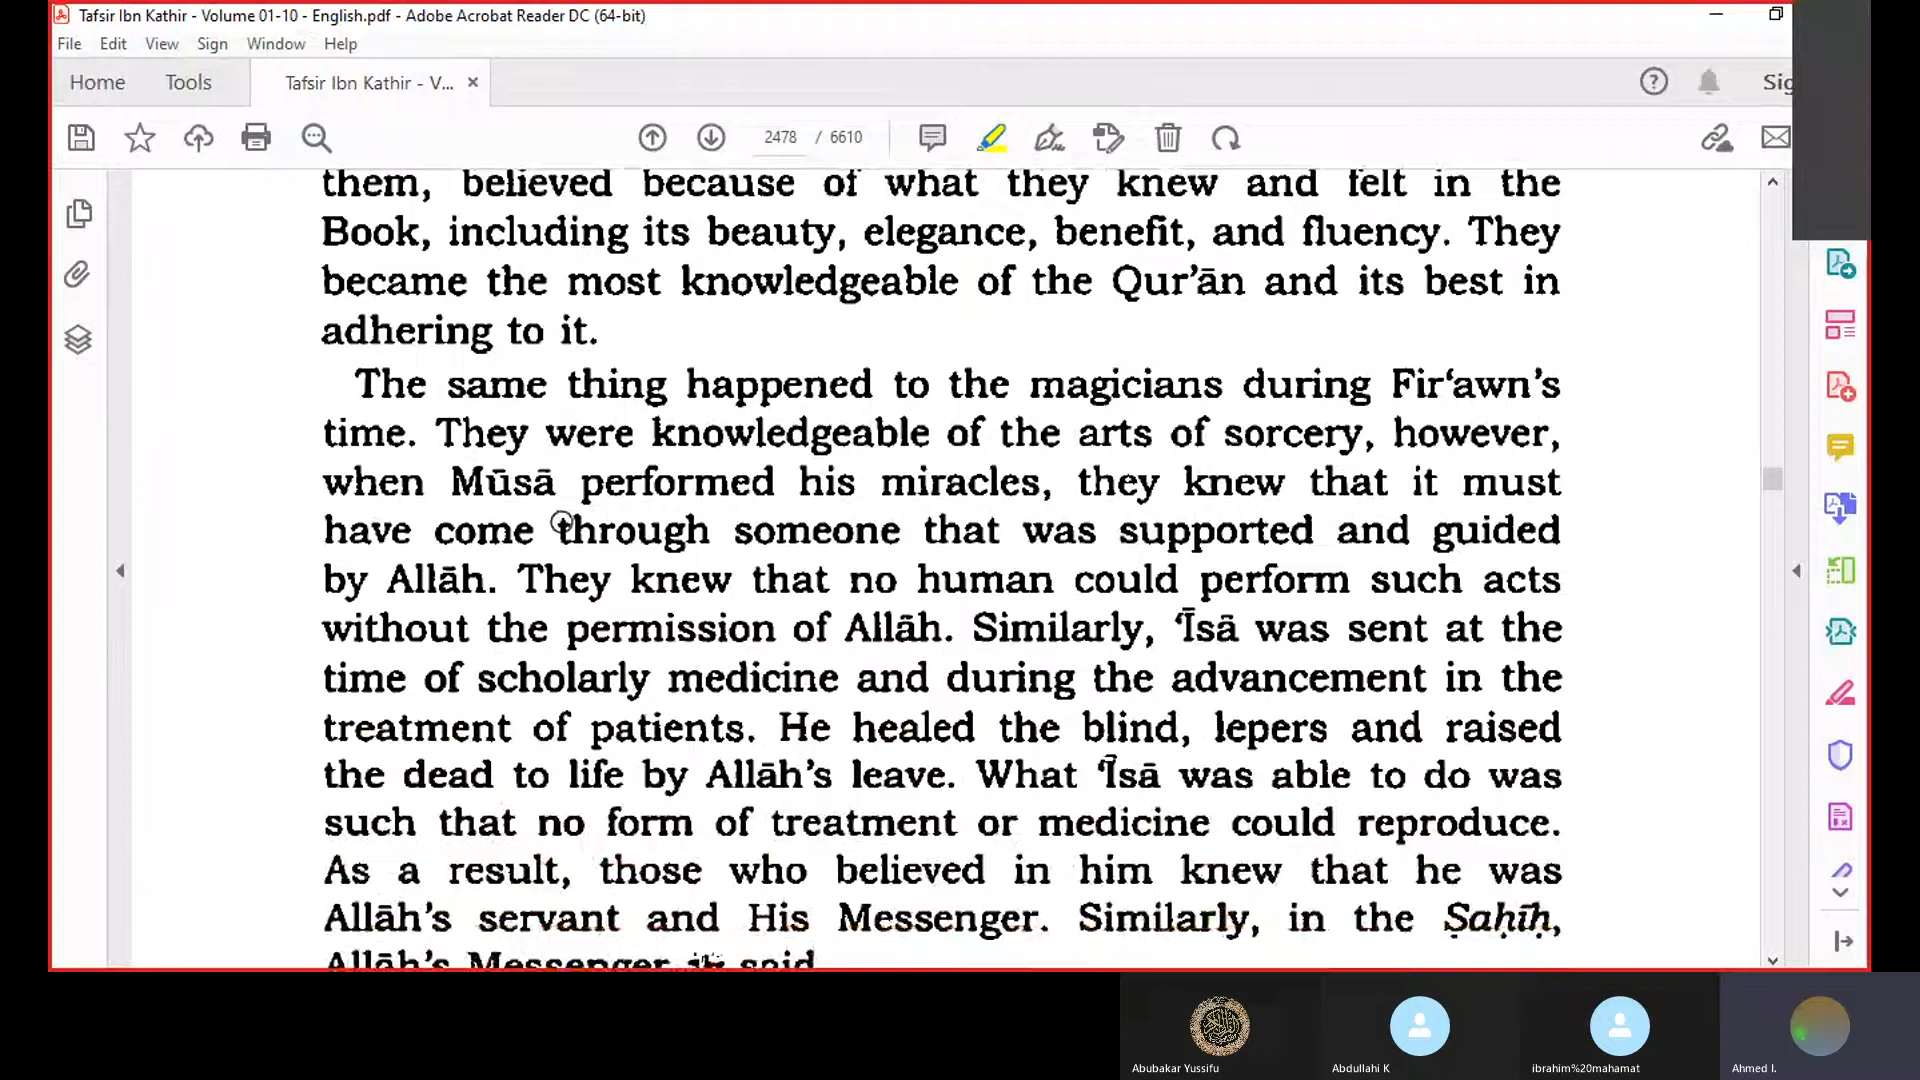 Tafsir Ibn Kathir - Volume 01-10 - English.pdf - Adobe Acrobat Reader DC (64-bit)
File Edit View Sign Window Help
Home Tools Tafsir Ibn Kathir - V...
2478 / 6610
them, believed because of what they knew and felt in the
Book, including its beauty, elegance, benefit, and fluency. They
became the most knowledgeable of the Qur’ān and its best in
adhering to it.
The same thing happened to the magicians during Fir‘awn’s
time. They were knowledgeable of the arts of sorcery, however,
when Mūsā performed his miracles, they knew that it must
have come through someone that was supported and guided
by Allāh. They knew that no human could perform such acts
without the permission of Allāh. Similarly, ‘Īsā was sent at the
time of scholarly medicine and during the advancement in the
treatment of patients. He healed the blind, lepers and raised
the dead to life by Allāh’s leave. What ‘Īsā was able to do was
such that no form of treatment or medicine could reproduce.
As a result, those who believed in him knew that he was
Allāh’s servant and His Messenger. Similarly, in the Ṣaḥīḥ,
Allāh’s Messenger said
Abubakar Yussifu Abdullahi K ibrahim%20mahamat Ahmed I.